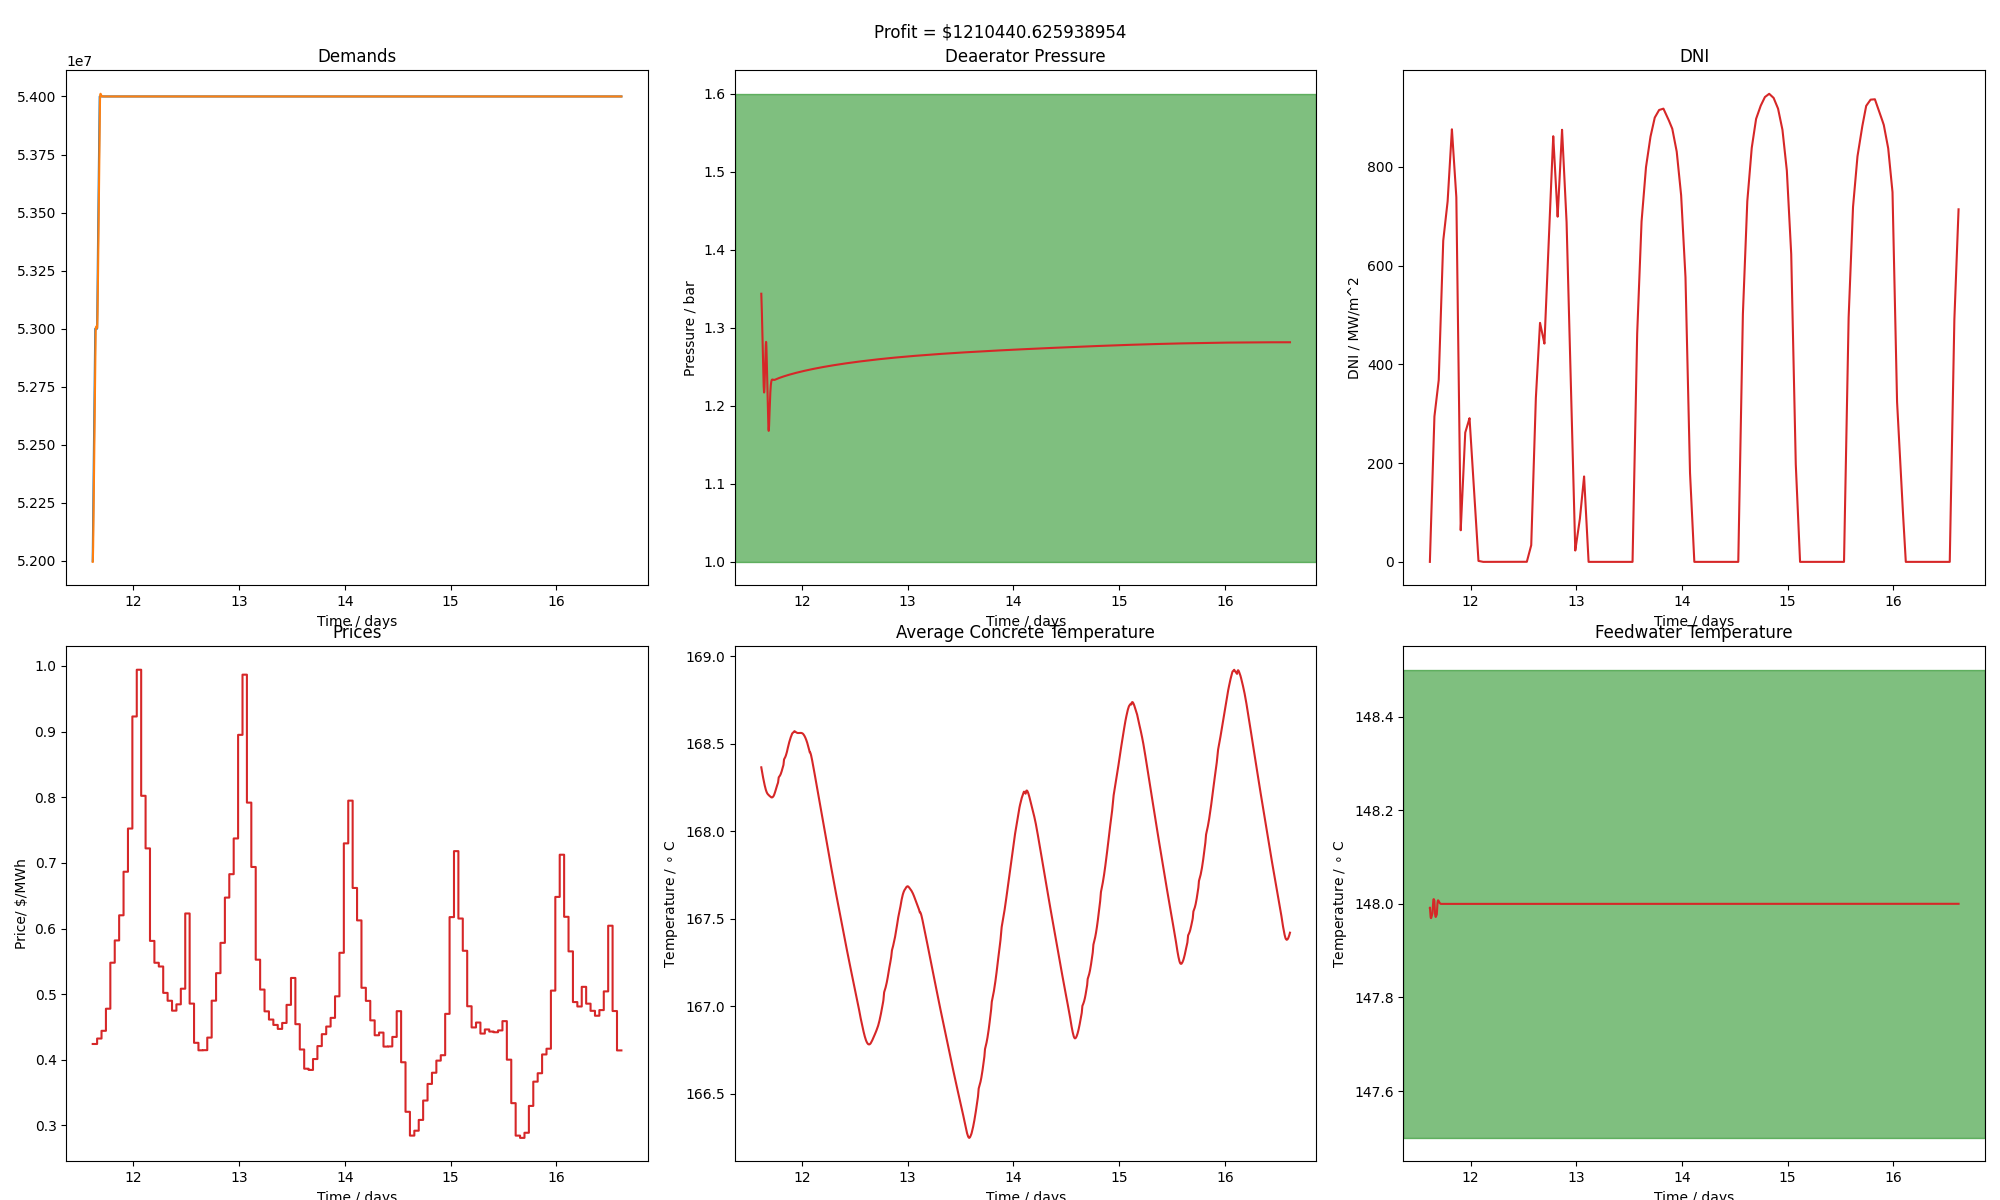 Profit = $1210440.625938954
Demands
1e7
5.400
5.375
5.350
5.325
5.300
5.275
5.250
5.225
5.200
12 13 14 15 16
Time / days
Deaerator Pressure
Pressure / bar
1.6
1.5
1.4
1.3
1.2
1.1
1.0
12 13 14 15 16
Time / days
DNI
DNI / MW/m^2
800
600
400
200
0
12 13 14 15 16
Time / days
Prices
Price/ $/MWh
1.0
0.9
0.8
0.7
0.6
0.5
0.4
0.3
12 13 14 15 16
Time / days
Average Concrete Temperature
Temperature / ∘ C
169.0
168.5
168.0
167.5
167.0
166.5
12 13 14 15 16
Time / days
Feedwater Temperature
Temperature / ∘ C
148.4
148.2
148.0
147.8
147.6
12 13 14 15 16
Time / days